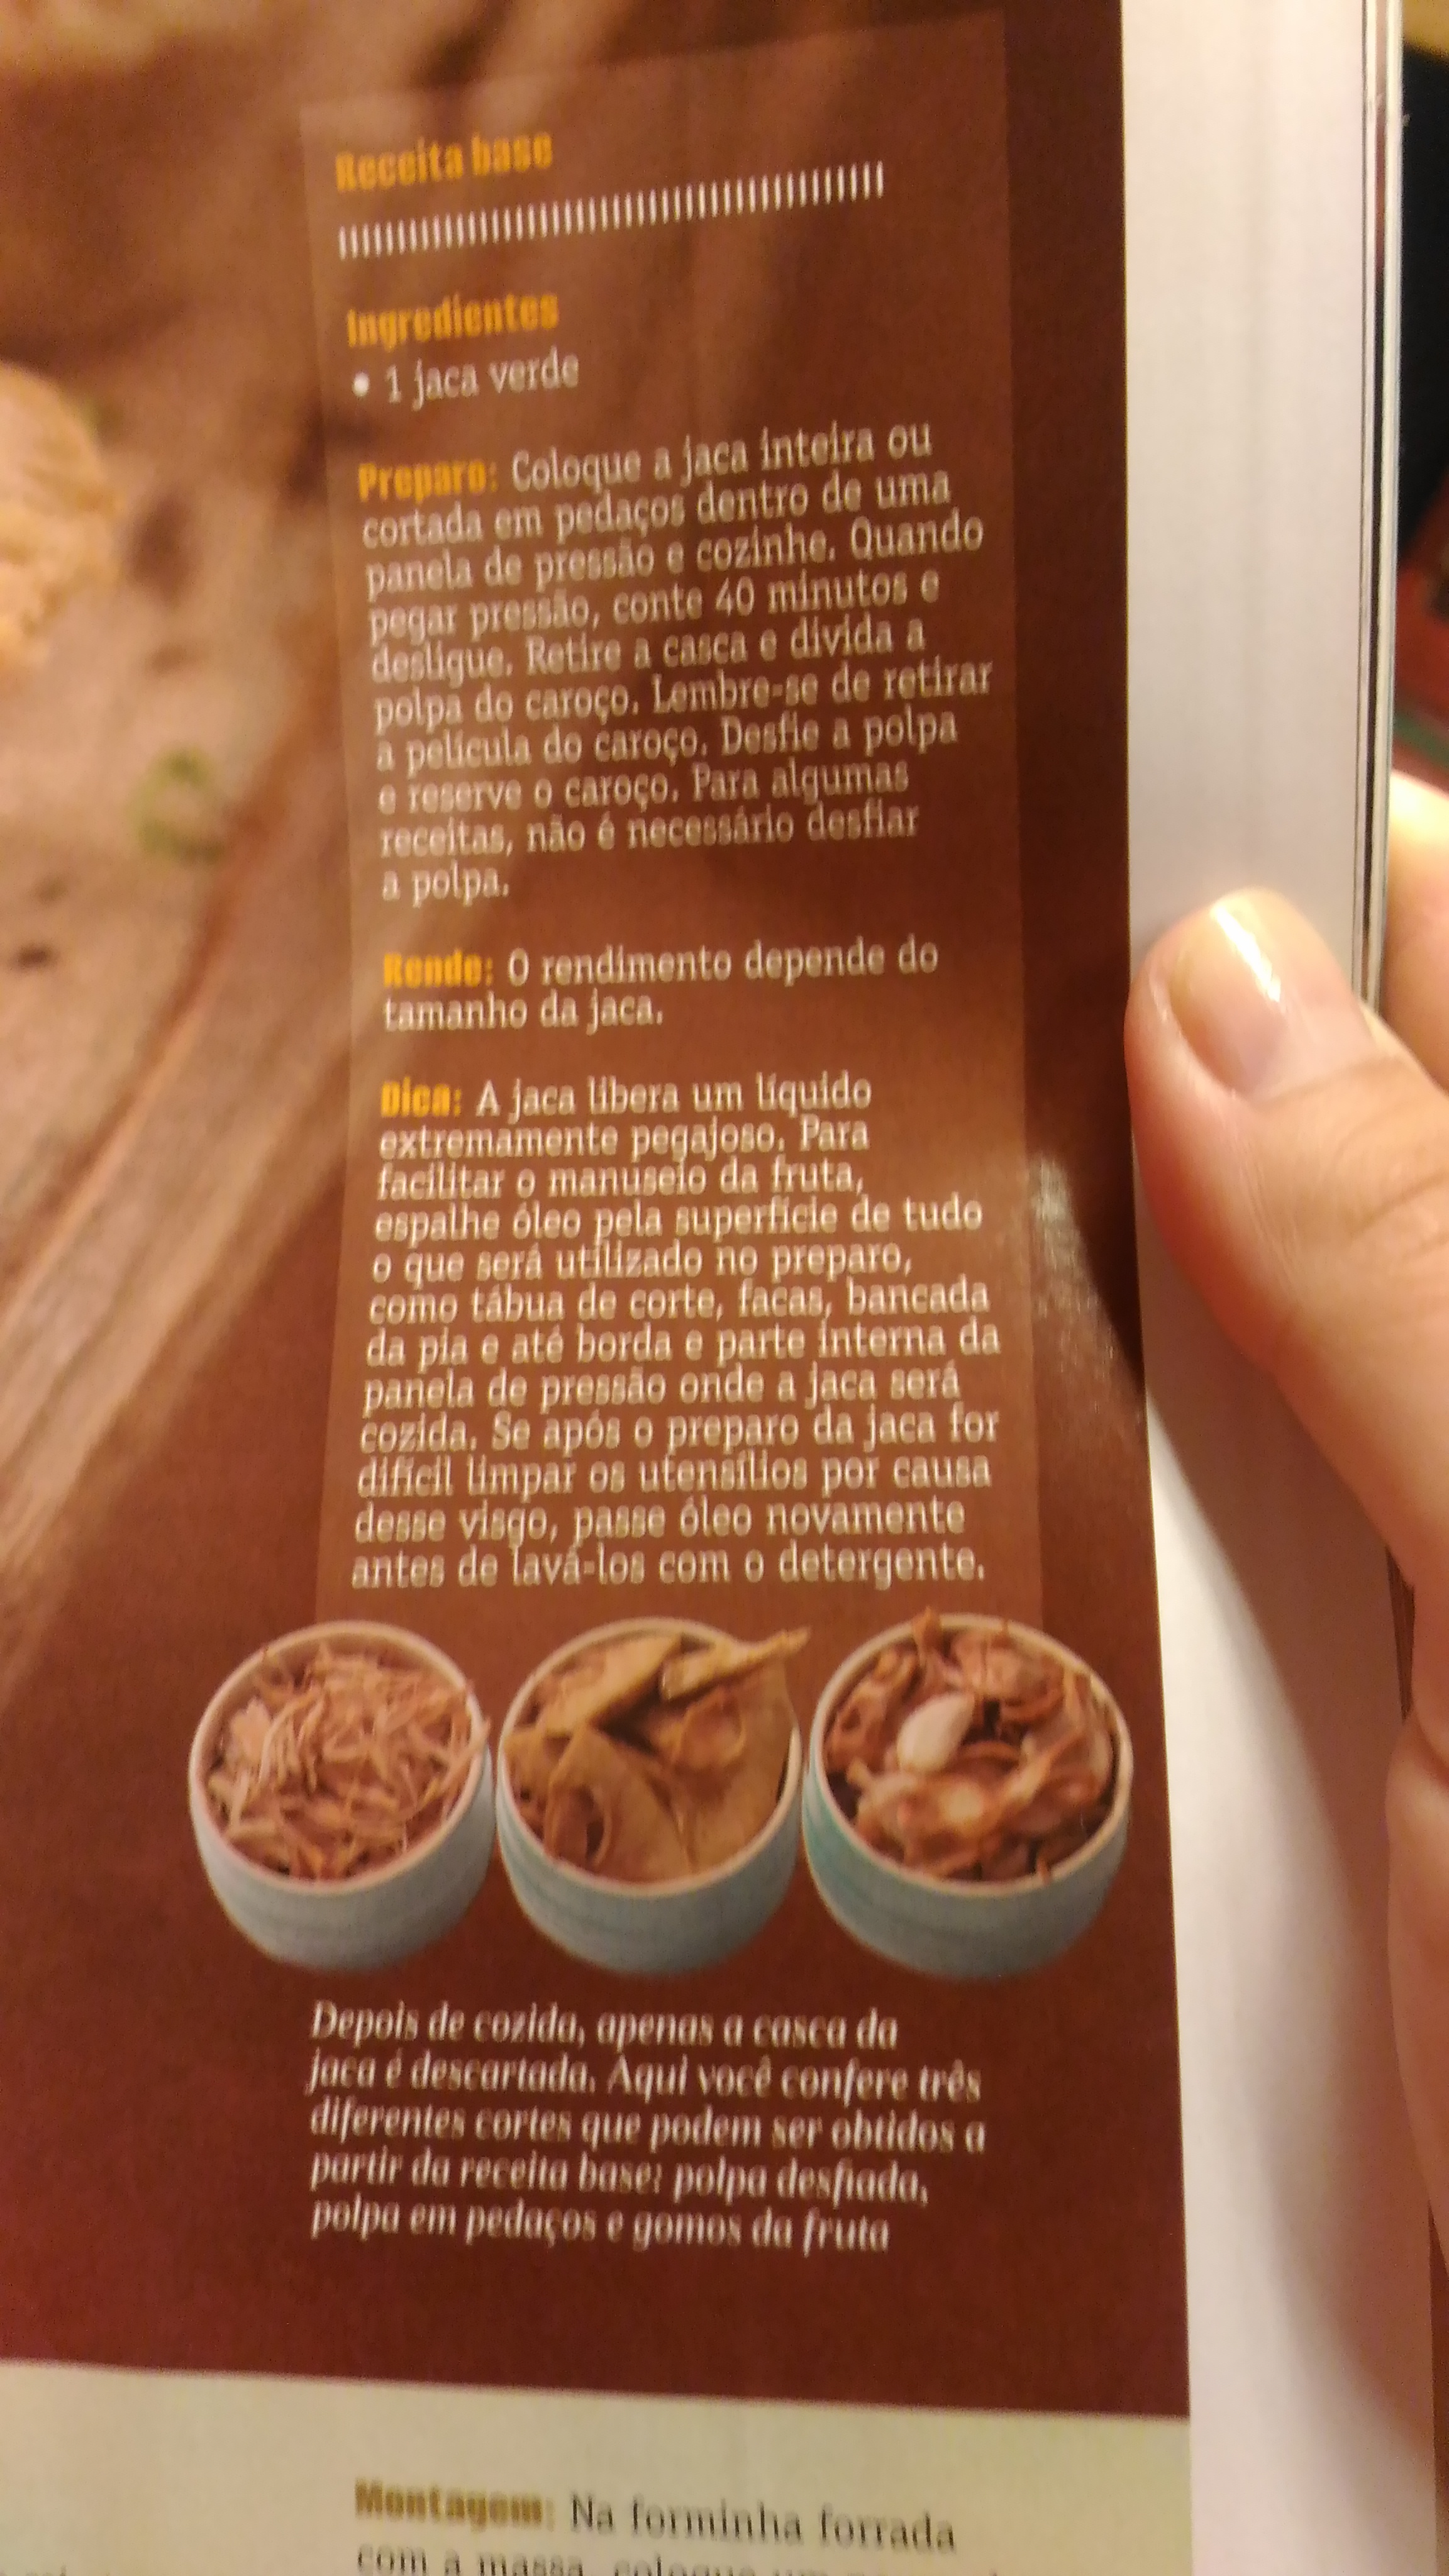 Receita base
Ingredientes
• 1 jaca verde
Preparo: Coloque a jaca inteira ou
cortada em pedaços dentro de uma
panela de pressão e cozinhe. Quando
pegar pressão, conte 40 minutos e
desligue. Retire a casca e divida a
polpa do caroço. Lembre-se de retirar
a película do caroço. Desfie a polpa
e reserve o caroço. Para algumas
receitas, não é necessário desfiar
a polpa.
Rende: O rendimento depende do
tamanho da jaca.
Dica: A jaca libera um líquido
extremamente pegajoso. Para
facilitar o manuseio da fruta,
espalhe óleo pela superfície de tudo
o que será utilizado no preparo,
como tábua de corte, facas, bancada
da pia e até borda e parte interna da
panela de pressão onde a jaca será
cozida. Se após o preparo da jaca for
difícil limpar os utensílios por causa
desse visgo, passe óleo novamente
antes de lavá-los com o detergente.
Depois de cozida, apenas a casca da
jaca é descartada. Aqui você confere três
diferentes cortes que podem ser obtidos a
partir da receita base: polpa desfiada,
polpa em pedaços e gomos da fruta
Montagem: Na forminha forrada
com a massa, coloque um